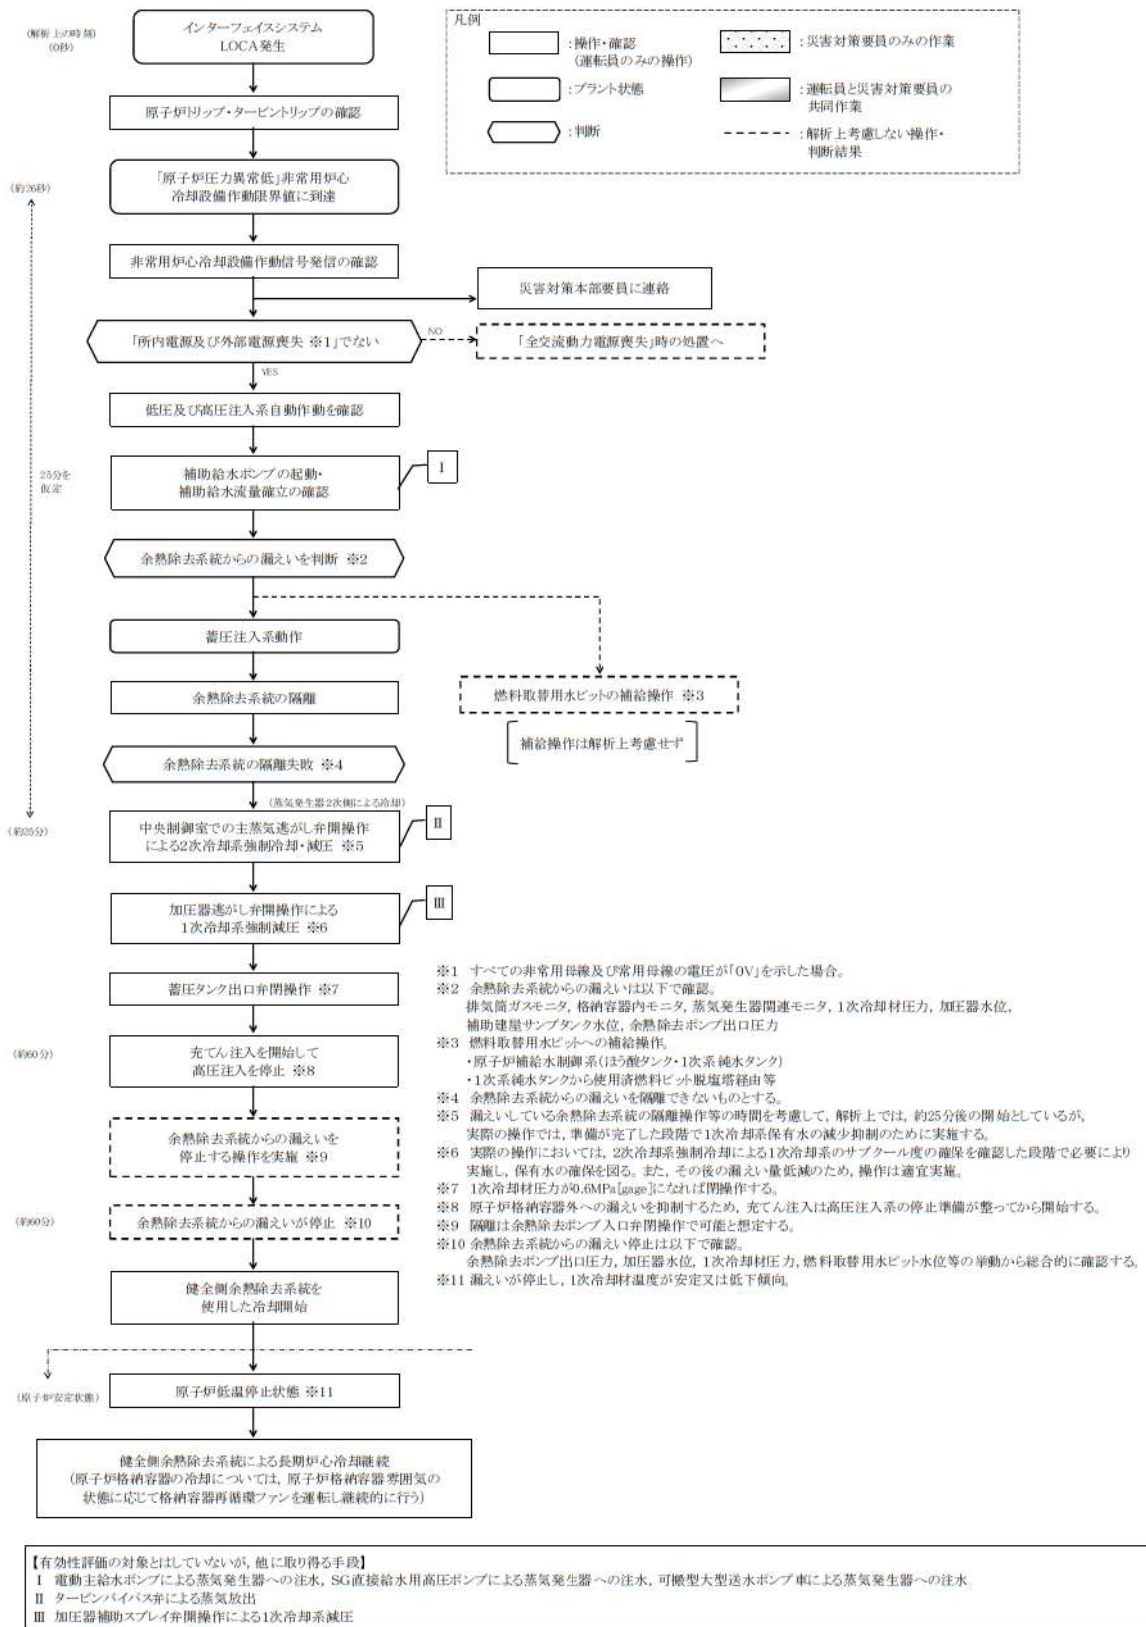 (解析上の時刻)
(0秒)
インターフェイスシステム
LOCA発生
凡例
:操作・確認
(運転員のみの操作)
:災害対策要員のみの作業
:プラント状態
:運転員と災害対策要員の
共同作業
:判断
:解析上考慮しない操作・
判断結果
原子炉トリップ・タービントリップの確認
(約26秒)
「原子炉圧力異常低」非常用炉心
冷却設備作動限界値に到達
非常用炉心冷却設備作動信号発信の確認
災害対策本部要員に連絡
「所内電源及び外部電源喪失 ※1」でない
NO
「全交流動力電源喪失」時の処置へ
YES
低圧及び高圧注入系自動作動を確認
25分を
仮定
補助給水ポンプの起動・
補助給水流量確立の確認
I
余熱除去系統からの漏えいを判断 ※2
蓄圧注入系動作
余熱除去系統の隔離
燃料取替用水ピットの補給操作 ※3
補給操作は解析上考慮せず
余熱除去系統の隔離失敗 ※4
(蒸気発生器2次側による冷却)
(約25分)
中央制御室での主蒸気逃がし弁開操作
による2次冷却系強制冷却・減圧 ※5
II
加圧器逃がし弁開操作による
1次冷却系強制減圧 ※6
III
蓄圧タンク出口弁閉操作 ※7
(約60分)
充てん注入を開始して
高圧注入を停止 ※8
余熱除去系統からの漏えいを
停止する操作を実施 ※9
(約60分)
余熱除去系統からの漏えいが停止 ※10
健全側余熱除去系統を
使用した冷却開始
(原子炉安定状態)
原子炉低温停止状態 ※11
健全側余熱除去系統による長期炉心冷却継続
(原子炉格納容器の冷却については, 原子炉格納容器雰囲気の
状態に応じて格納容器再循環ファンを運転し継続的に行う)
※1 すべての非常用母線及び常用母線の電圧が「0V」を示した場合。
※2 余熱除去系統からの漏えいは以下で確認。
排気筒ガスモニタ, 格納容器内モニタ, 蒸気発生器関連モニタ, 1次冷却材圧力, 加圧器水位,
補助建屋サンプタンク水位, 余熱除去ポンプ出口圧力
※3 燃料取替用水ピットへの補給操作。
・原子炉補給水制御系(ほう酸タンク・1次系純水タンク)
・1次系純水タンクから使用済燃料ピット脱塩塔経由等
※4 余熱除去系統からの漏えいを隔離できないものとする。
※5 漏えいしている余熱除去系統の隔離操作等の時間を考慮して, 解析上では, 約25分後の開始としているが,
実際の操作では, 準備が完了した段階で1次冷却系保有水の減少抑制のために実施する。
※6 実際の操作においては, 2次冷却系強制冷却による1次冷却系のサブクール度の確保を確認した段階で必要により
実施し, 保有水の確保を図る。また, その後の漏えい量低減のため, 操作は適宜実施。
※7 1次冷却材圧力が0.6MPa[gage]になれば閉操作する。
※8 原子炉格納容器外への漏えいを抑制するため, 充てん注入は高圧注入系の停止準備が整ってから開始する。
※9 隔離は余熱除去ポンプ入口弁閉操作で可能と想定する。
※10 余熱除去系統からの漏えい停止は以下で確認。
余熱除去ポンプ出口圧力, 加圧器水位, 1次冷却材圧力, 燃料取替用水ピット水位等の挙動から総合的に確認する。
※11 漏えいが停止し, 1次冷却材温度が安定又は低下傾向。
【有効性評価の対象とはしていないが, 他に取り得る手段】
I 電動主給水ポンプによる蒸気発生器への注水, SG直接給水用高圧ポンプによる蒸気発生器への注水, 可搬型大型送水ポンプ車による蒸気発生器への注水
II タービンバイパス弁による蒸気放出
III 加圧器補助スプレイ弁開操作による1次冷却系減圧